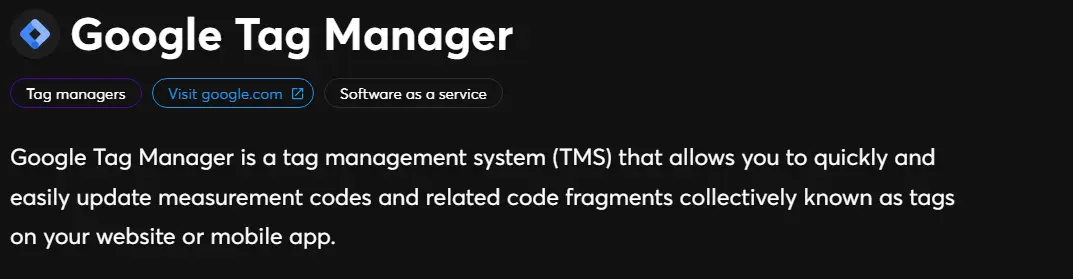 Google Tag Manager
Tag managers
Visit google.com
Software as a service
Google Tag Manager is a tag management system (TMS) that allows you to quickly and
easily update measurement codes and related code fragments collectively known as tags
on your website or mobile app.